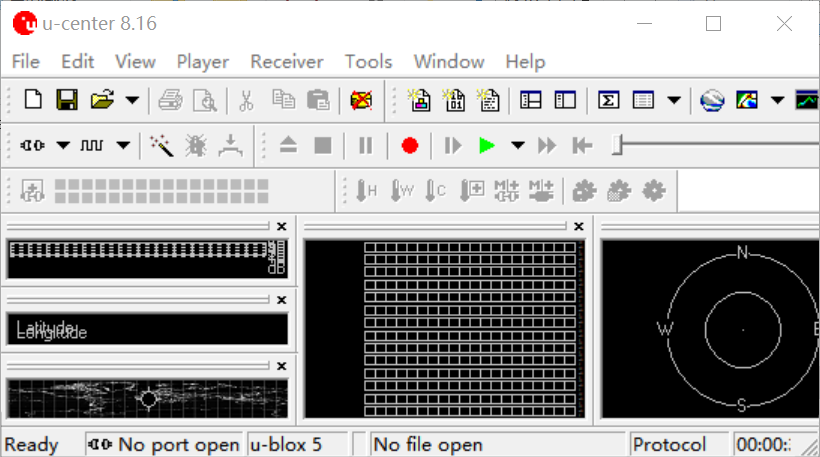 u-center 8.16
File Edit View Player Receiver Tools Window Help
H W C M M
Latitude
Longitude
N
W E
S
Ready No port open u-blox 5 No file open Protocol 00:00: